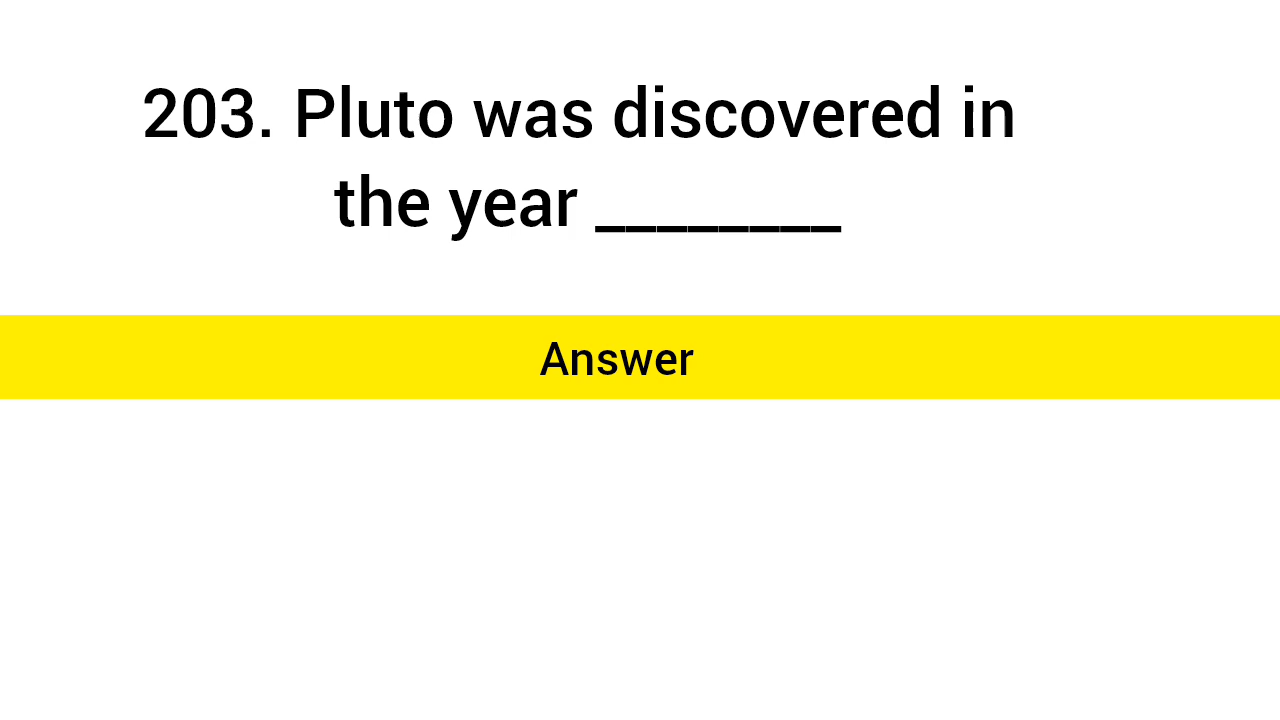 203. Pluto was discovered in
the year ________
Answer